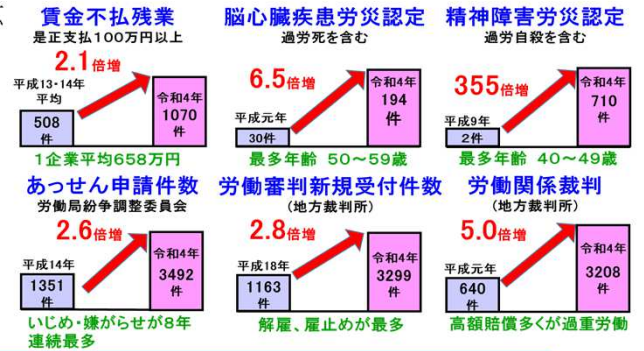 賃金不払残業
是正支払100万円以上
2.1倍増
平成13・14年
平均
508
件
令和4年
1070
件
1企業平均658万円
脳心臓疾患労災認定
過労死を含む
6.5倍増
平成元年
30件
令和4年
194
件
最多年齢 50～59歳
精神障害労災認定
過労自殺を含む
355倍増
平成9年
2件
令和4年
710
件
最多年齢 40～49歳
あっせん申請件数
労働局紛争調整委員会
2.6倍増
平成14年
1351
件
令和4年
3492
件
いじめ・嫌がらせが8年
連続最多
労働審判新規受付件数
(地方裁判所)
2.8倍増
平成18年
1163
件
令和4年
3299
件
解雇、雇止めが最多
労働関係裁判
(地方裁判所)
5.0倍増
平成元年
640
件
令和4年
3208
件
高額賠償多くが過重労働